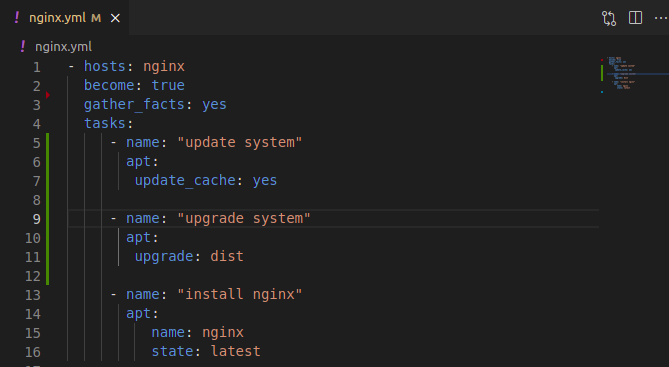 ! nginx.yml M ×
! nginx.yml
1 - hosts: nginx
2   become: true
3   gather_facts: yes
4   tasks:
5      - name: "update system"
6        apt:
7         update_cache: yes
8
9      - name: "upgrade system"
10       apt:
11        upgrade: dist
12
13     - name: "install nginx"
14       apt:
15          name: nginx
16          state: latest